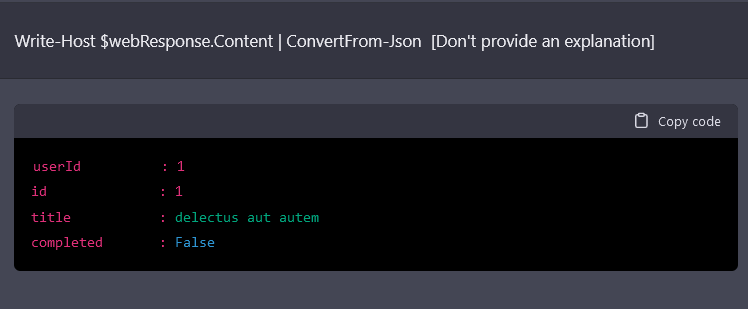 Write-Host $webResponse.Content | ConvertFrom-Json [Don't provide an explanation]
Copy code
userId : 1
id : 1
title : delectus aut autem
completed : False